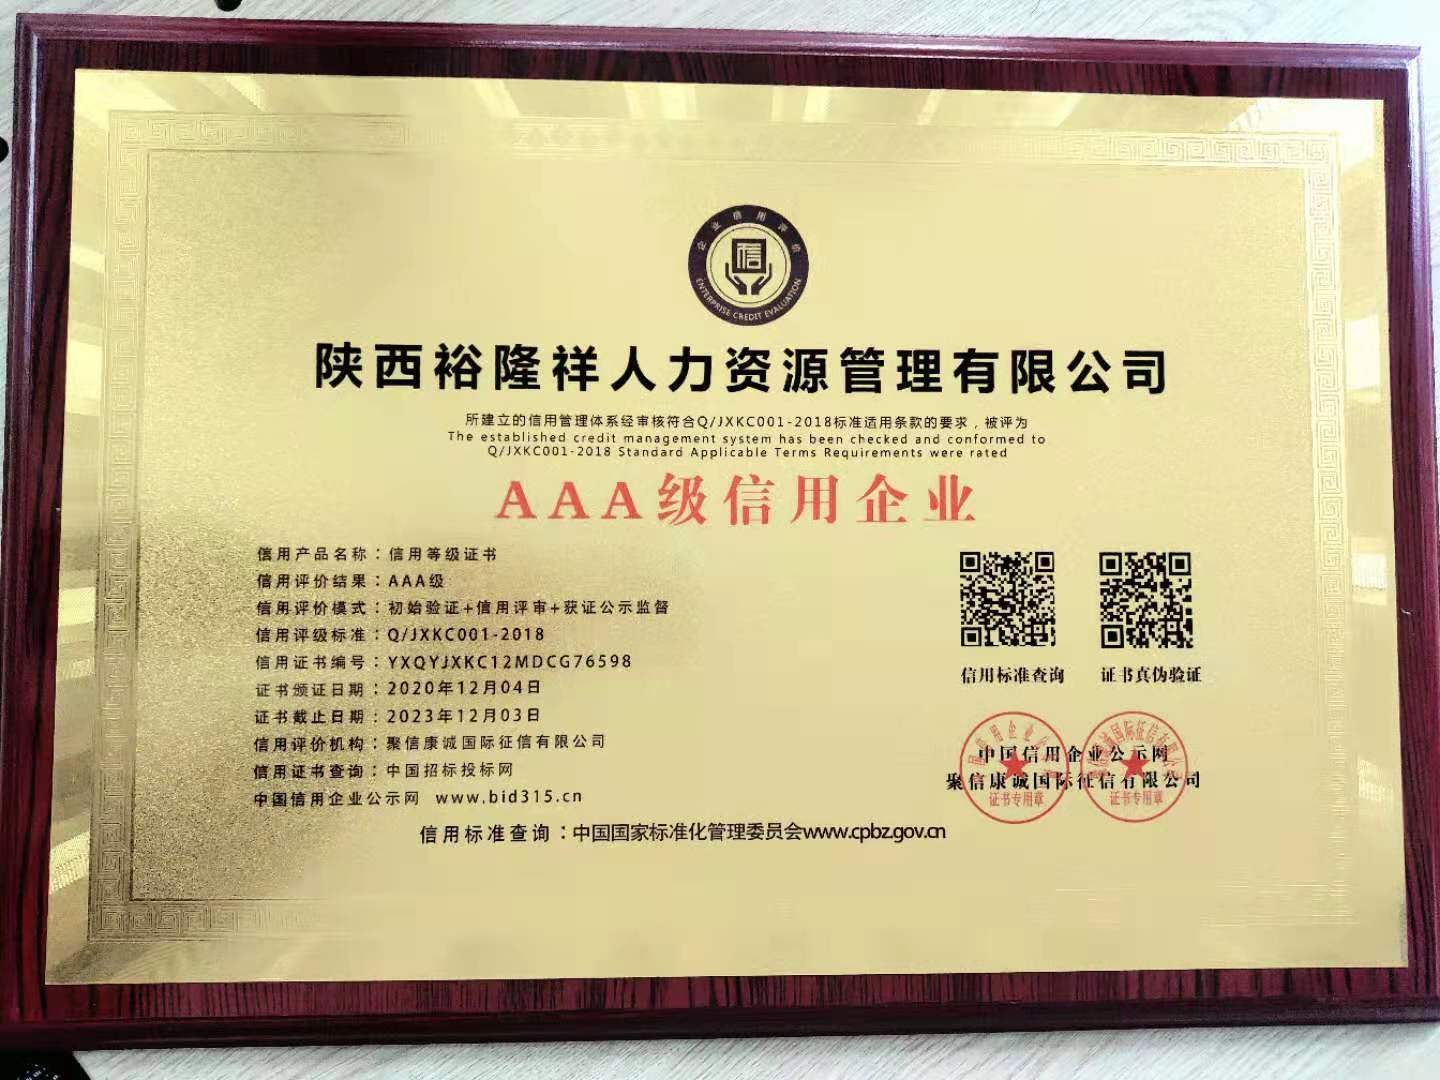 企业信用评价
信
ENTERPRISE CREDIT EVALUATION
陕西裕隆祥人力资源管理有限公司
所建立的信用管理体系经审核符合Q/JXKC001-2018标准适用条款的要求，被评为
The established credit management system has been checked and conformed to
Q/JXKC001-2018 Standard Applicable Terms Requirements were rated
AAA级信用企业
信用产品名称：信用等级证书
信用评价结果：AAA级
信用评价模式：初始验证+信用评审+获证公示监督
信用评级标准：Q/JXKC001-2018
信用证书编号：YXQYJXKC12MDCG76598
证书颁证日期：2020年12月04日
证书截止日期：2023年12月03日
信用评价机构：聚信康诚国际征信有限公司
信用证书查询：中国招标投标网
中国信用企业公示网 www.bid315.cn
信用标准查询：中国国家标准化管理委员会www.cpbz.gov.cn
信用标准查询
证书真伪验证
中国信用企业公示网
聚信康诚国际征信有限公司
证书专用章
证书专用章